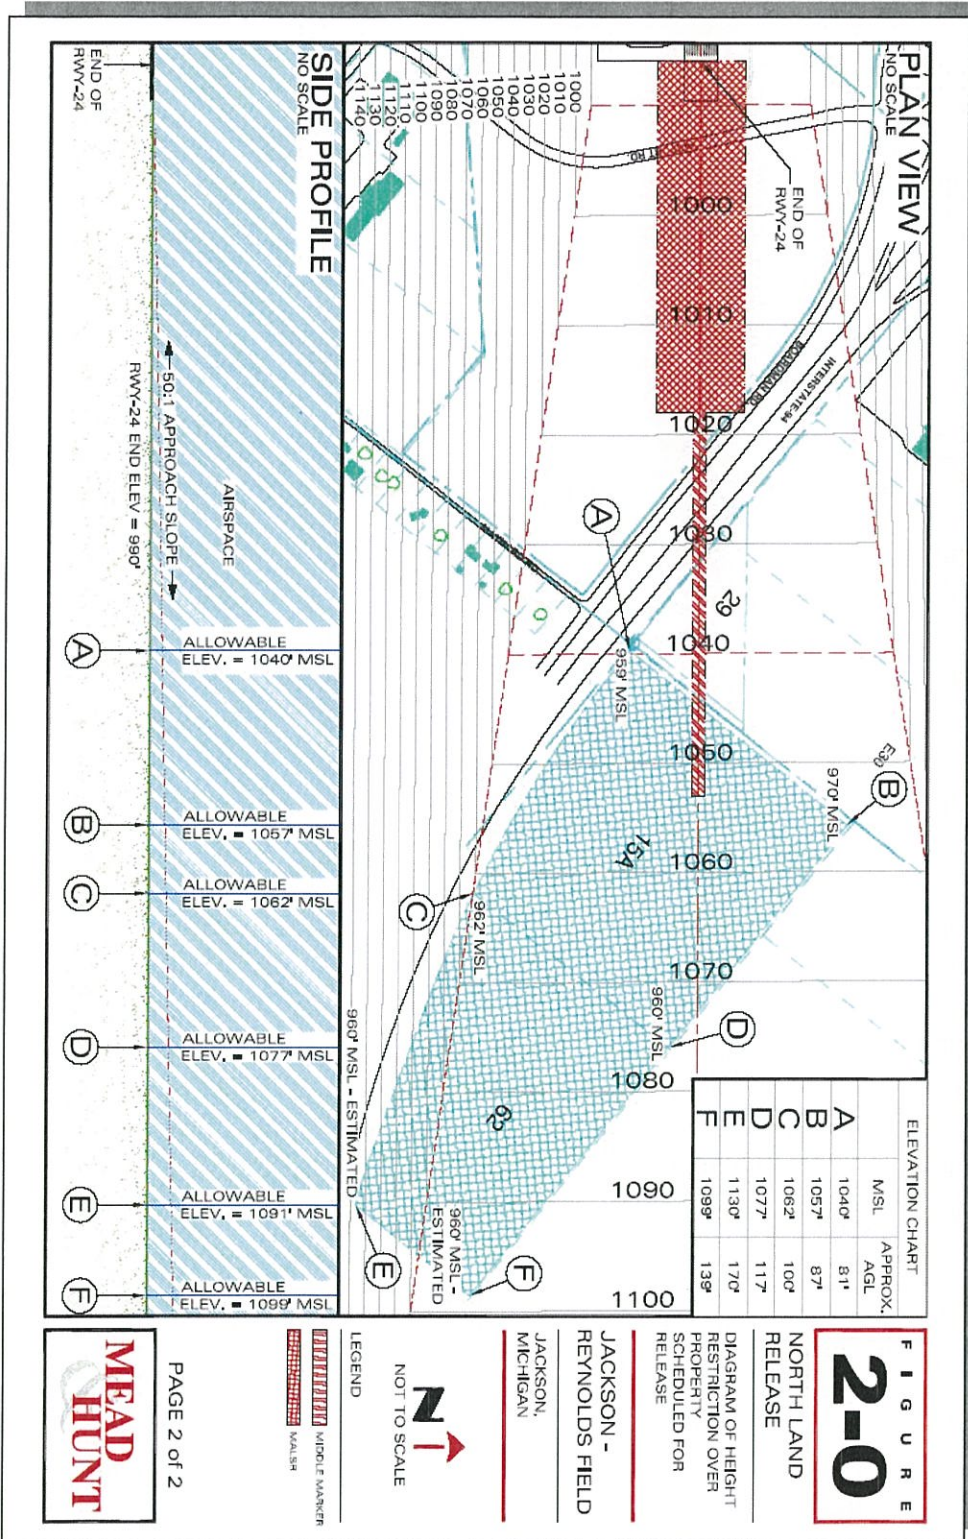 PLAN VIEW
NO SCALE
END OF
RWY-24
1000
1010
1020
1030
1040
1050
1060
1070
1080
1090
1100
1110
1120
1130
1140
1000
1010
1020
1030
1040
1050
1060
1070
1080
1090
1100
BOARDMAN RD
INTERSTATE-94
29
E30
15A
62
A
959' MSL
B
970' MSL
C
962' MSL
D
960' MSL
E
960' MSL - ESTIMATED
F
960' MSL -
ESTIMATED
ELEVATION CHART
MSL
APPROX.
AGL
A 1040' 81'
B 1057' 87'
C 1062' 100'
D 1077' 117'
E 1130' 170'
F 1099' 139'
SIDE PROFILE
NO SCALE
END OF
RWY-24
50:1 APPROACH SLOPE
RWY-24 END ELEV = 990'
AIRSPACE
ALLOWABLE
ELEV. = 1040' MSL
ALLOWABLE
ELEV. = 1057' MSL
ALLOWABLE
ELEV. = 1062' MSL
ALLOWABLE
ELEV. = 1077' MSL
ALLOWABLE
ELEV. = 1091' MSL
ALLOWABLE
ELEV. = 1099' MSL
A
B
C
D
E
F
FIGURE
2-0
NORTH LAND
RELEASE
DIAGRAM OF HEIGHT
RESTRICTION OVER
PROPERTY
SCHEDULED FOR
RELEASE
JACKSON -
REYNOLDS FIELD
JACKSON,
MICHIGAN
N
NOT TO SCALE
LEGEND
MIDDLE MARKER
MALSR
PAGE 2 of 2
MEAD
HUNT